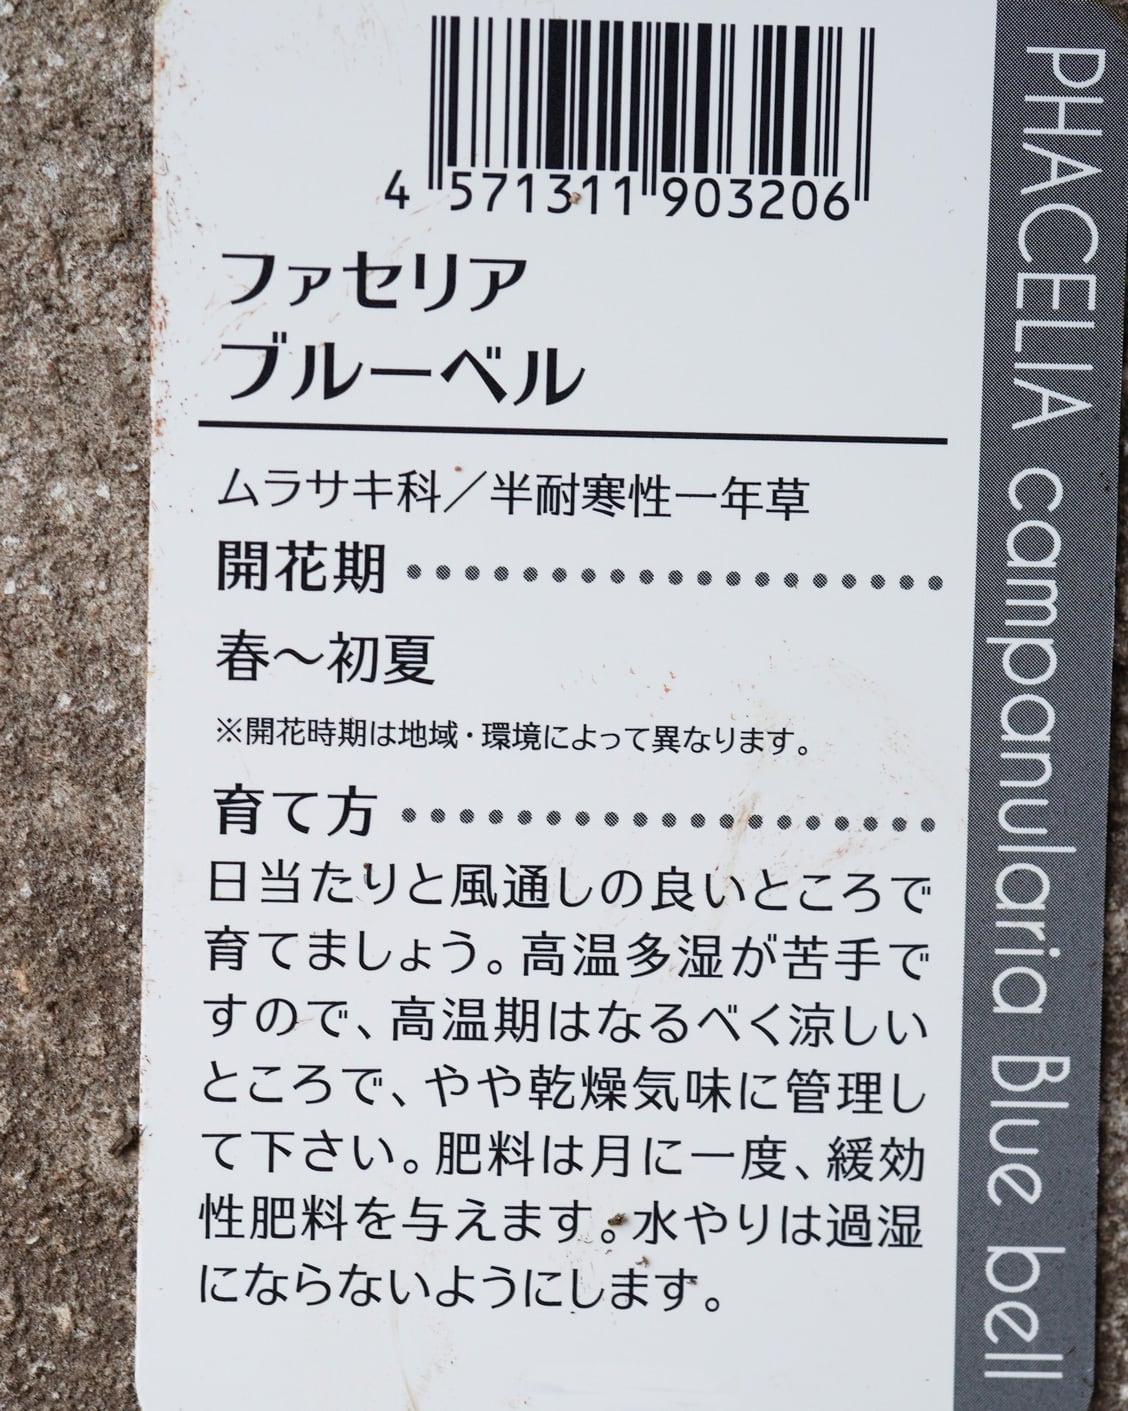 4 571311 903206
ファセリア
ブルーベル
ムラサキ科／半耐寒性一年草
開花期
春～初夏
※開花時期は地域・環境によって異なります。
育て方
日当たりと風通しの良いところで
育てましょう。高温多湿が苦手で
すので、高温期はなるべく涼しい
ところで、やや乾燥気味に管理し
て下さい。肥料は月に一度、緩効
性肥料を与えます。水やりは過湿
にならないようにします。
PHACELIA campanularia Blue bell